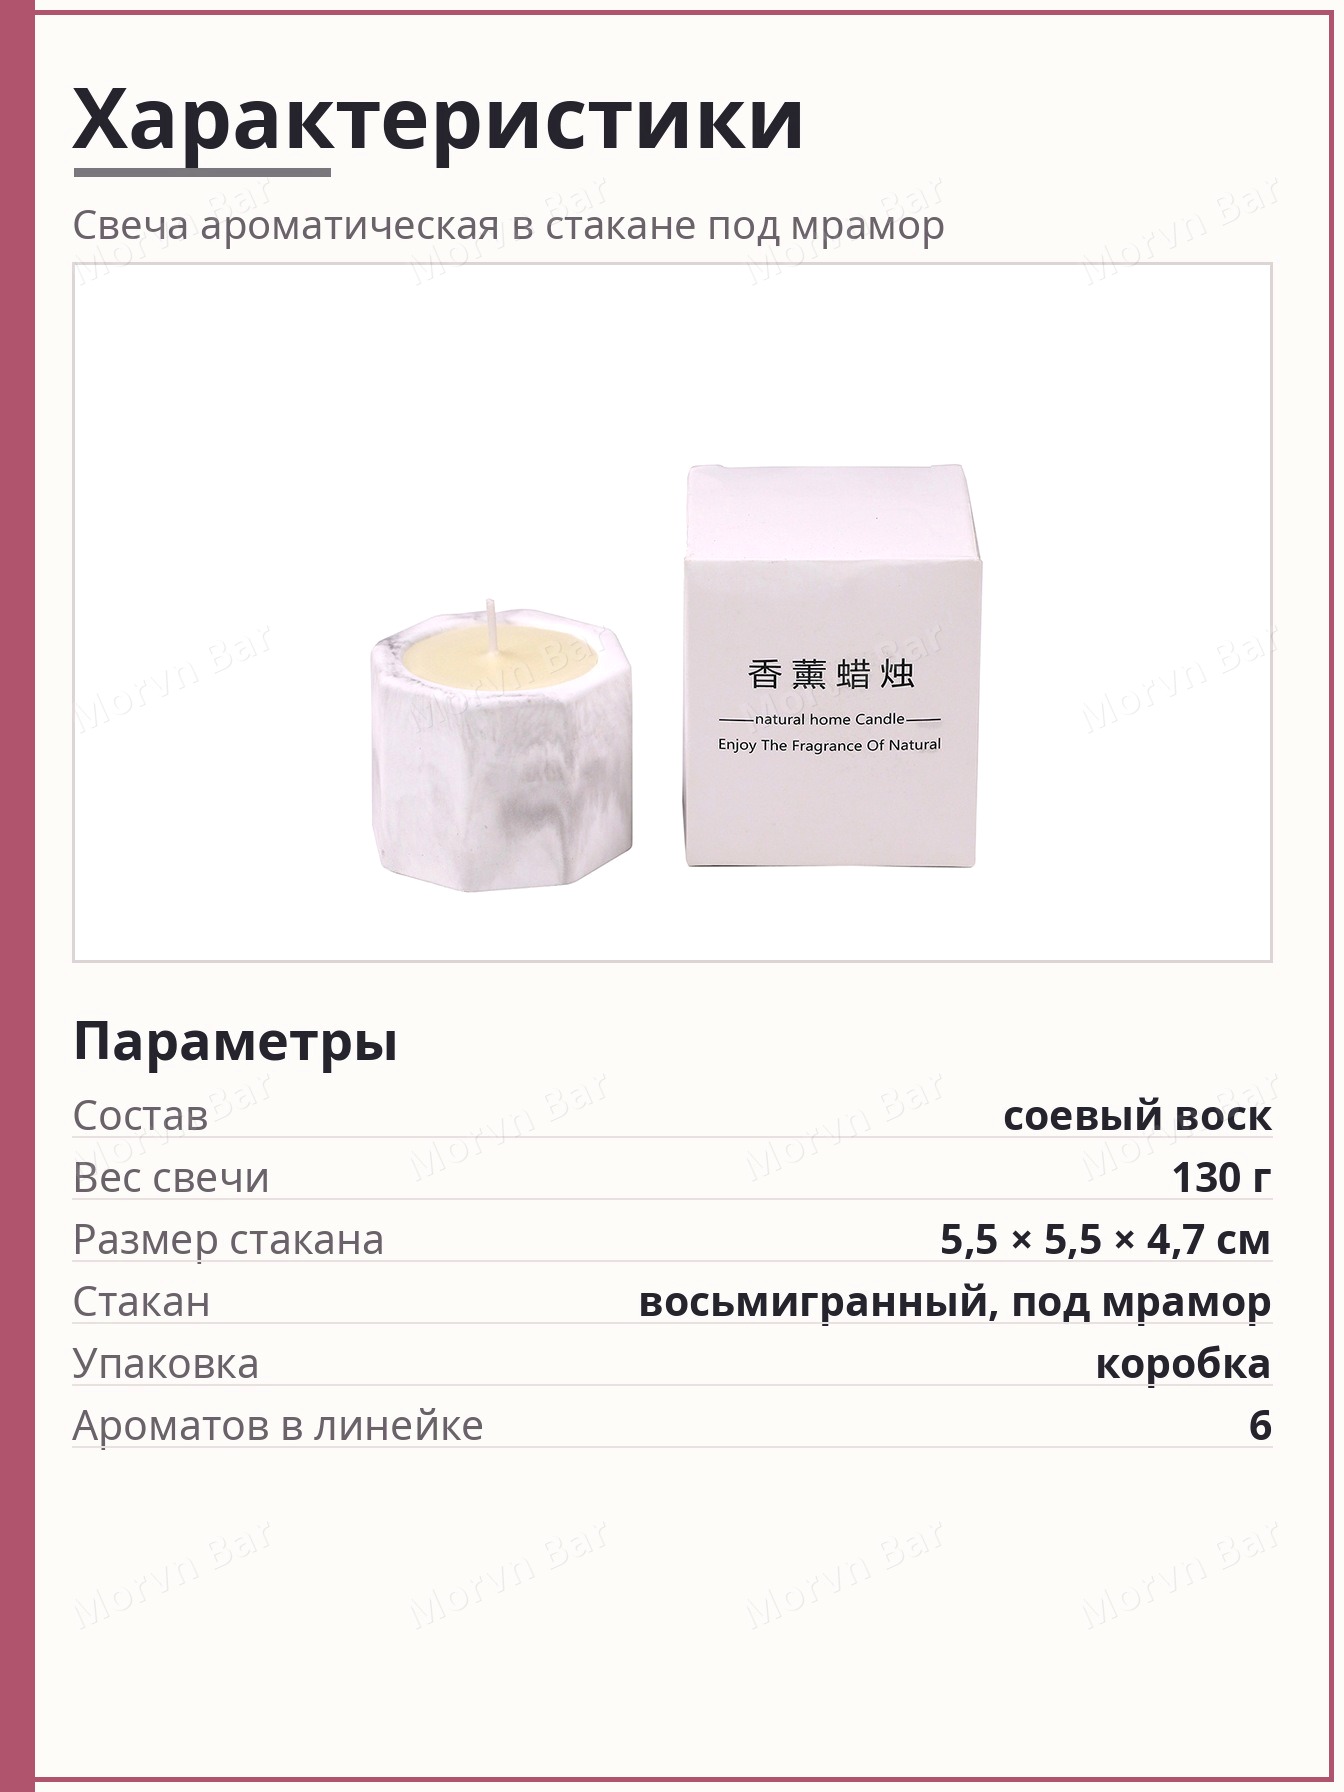 Характеристики
Свеча ароматическая в стакане под мрамор
香薰蜡烛
natural home Candle
Enjoy The Fragrance Of Natural
Параметры
Состав соевый воск
Вес свечи 130 г
Размер стакана 5,5 × 5,5 × 4,7 см
Стакан восьмигранный, под мрамор
Упаковка коробка
Ароматов в линейке 6
Morvn Bar